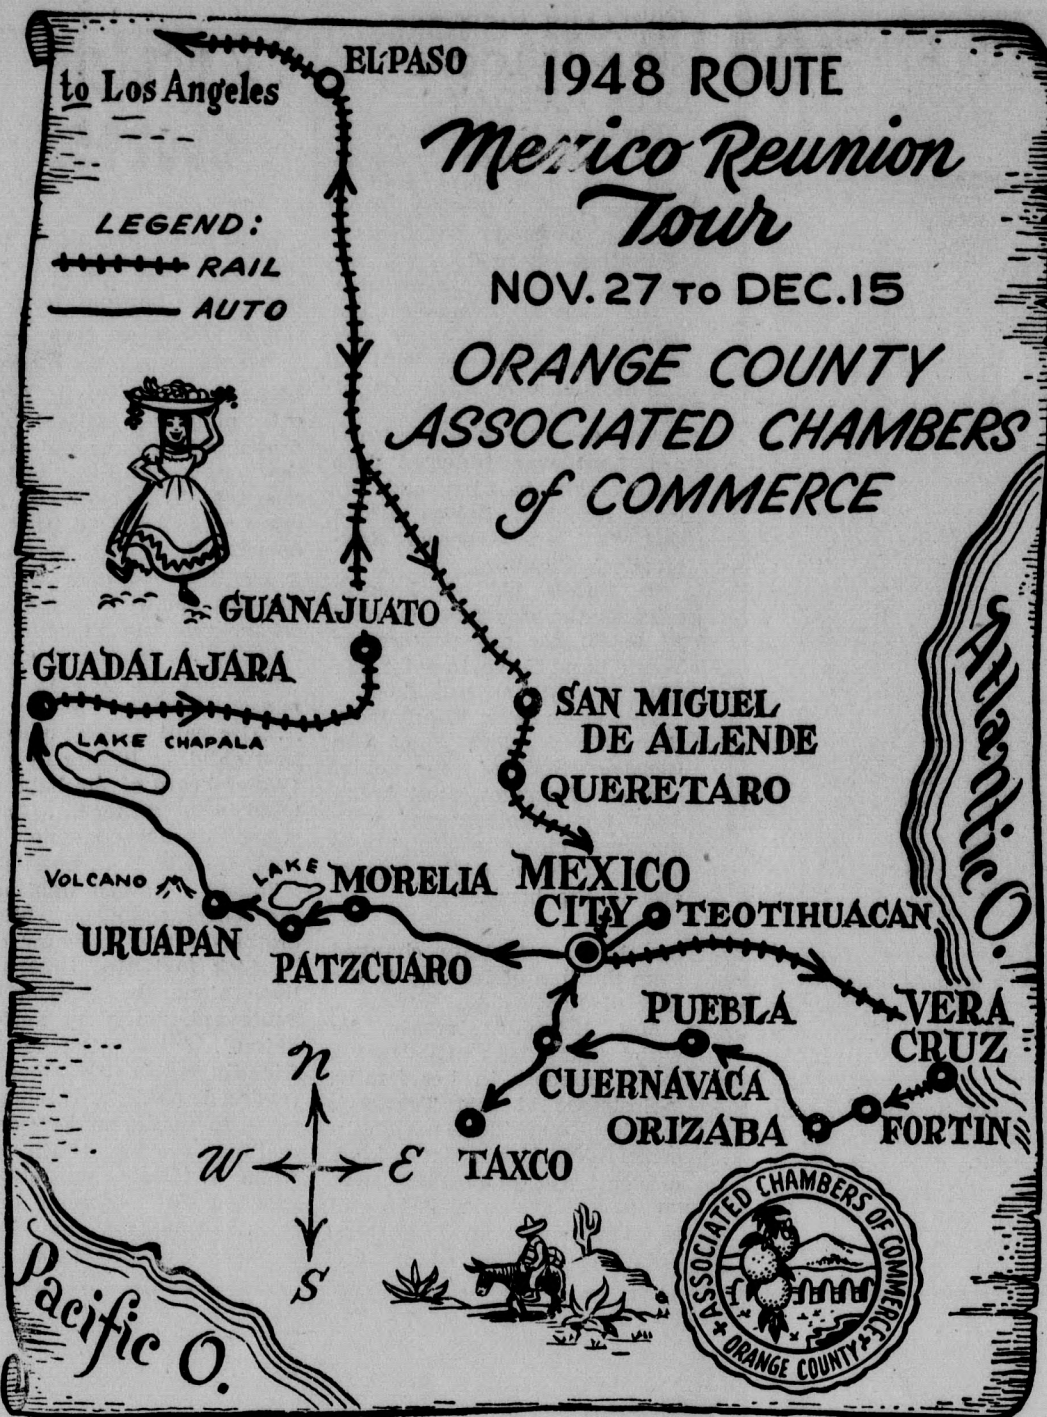 to Los Angeles
EL PASO
1948 ROUTE
Mexico Reunion
Tour
NOV. 27 TO DEC. 15
ORANGE COUNTY
ASSOCIATED CHAMBERS
of COMMERCE
LEGEND:
RAIL
AUTO
GUANAJUATO
GUADALAJARA
LAKE CHAPALA
SAN MIGUEL
DE ALLENDE
QUERETARO
Atlantic O.
VOLCANO
LAKE
MORELIA
MEXICO
CITY
TEOTIHUACAN
URUAPAN
PATZCUARO
PUEBLA
VERA
CRUZ
CUERNAVACA
ORIZABA
FORTIN
TAXCO
N
W
E
S
Pacific O.
ASSOCIATED CHAMBERS OF COMMERCE
ORANGE COUNTY